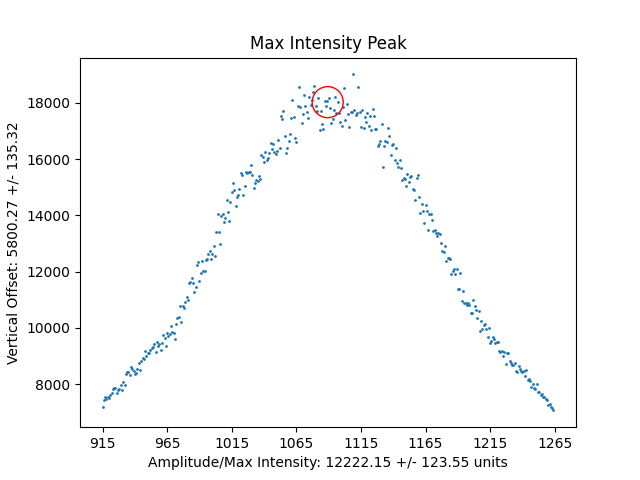 Max Intensity Peak
Vertical Offset: 5800.27 +/- 135.32
18000
16000
14000
12000
10000
8000
915 965 1015 1065 1115 1165 1215 1265
Amplitude/Max Intensity: 12222.15 +/- 123.55 units